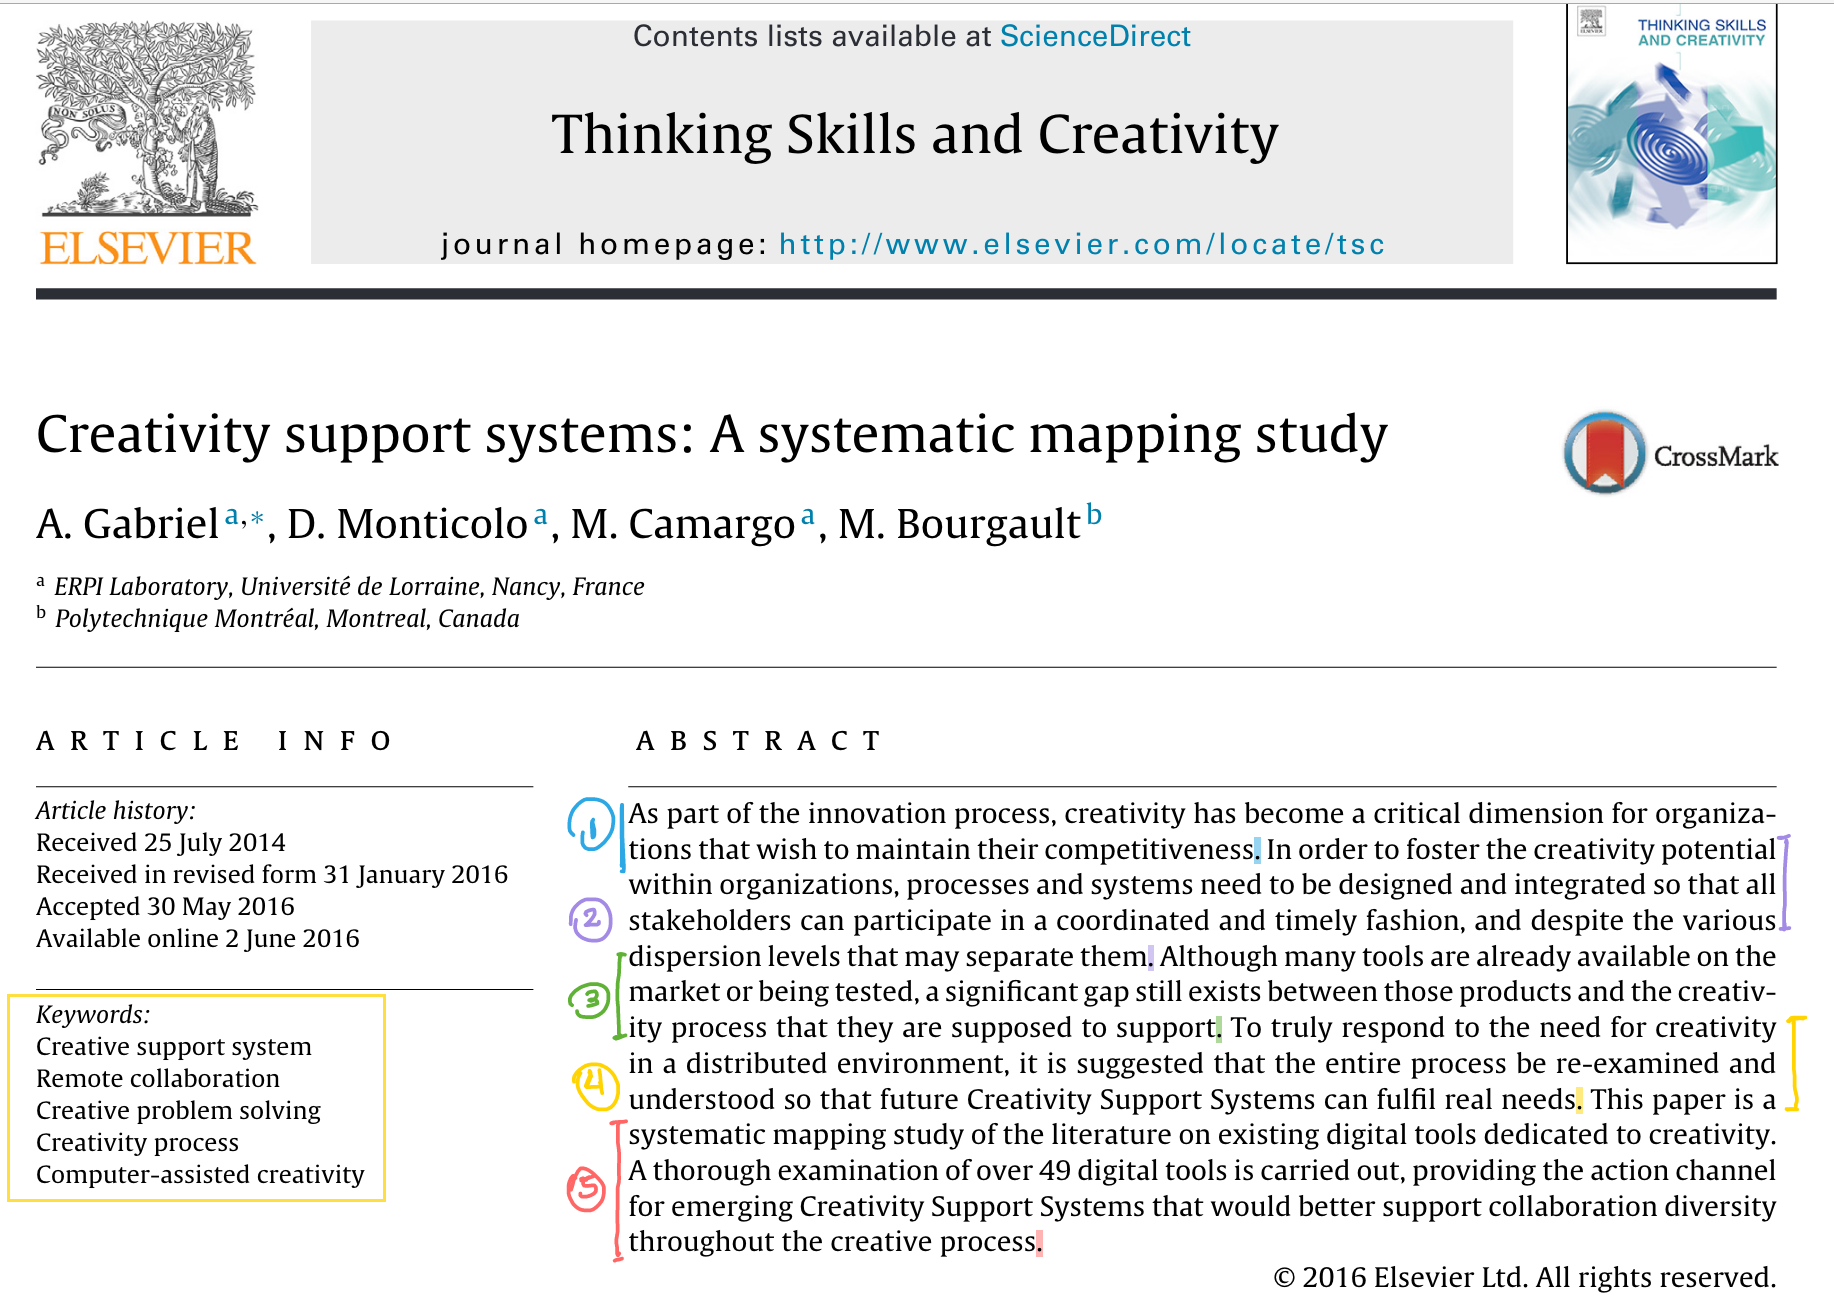 Contents lists available at ScienceDirect
Thinking Skills and Creativity
journal homepage: http://www.elsevier.com/locate/tsc
NON SOLUS
ELSEVIER
ELSEVIER
THINKING SKILLS
AND CREATIVITY
Creativity support systems: A systematic mapping study
CrossMark
A. Gabriel a,*, D. Monticolo a, M. Camargo a, M. Bourgault b
a ERPI Laboratory, Université de Lorraine, Nancy, France
b Polytechnique Montréal, Montreal, Canada
ARTICLE INFO
Article history:
Received 25 July 2014
Received in revised form 31 January 2016
Accepted 30 May 2016
Available online 2 June 2016
Keywords:
Creative support system
Remote collaboration
Creative problem solving
Creativity process
Computer-assisted creativity
ABSTRACT
1
2
3
4
5
As part of the innovation process, creativity has become a critical dimension for organiza-
tions that wish to maintain their competitiveness. In order to foster the creativity potential
within organizations, processes and systems need to be designed and integrated so that all
stakeholders can participate in a coordinated and timely fashion, and despite the various
dispersion levels that may separate them. Although many tools are already available on the
market or being tested, a significant gap still exists between those products and the creativ-
ity process that they are supposed to support. To truly respond to the need for creativity
in a distributed environment, it is suggested that the entire process be re-examined and
understood so that future Creativity Support Systems can fulfil real needs. This paper is a
systematic mapping study of the literature on existing digital tools dedicated to creativity.
A thorough examination of over 49 digital tools is carried out, providing the action channel
for emerging Creativity Support Systems that would better support collaboration diversity
throughout the creative process.
© 2016 Elsevier Ltd. All rights reserved.